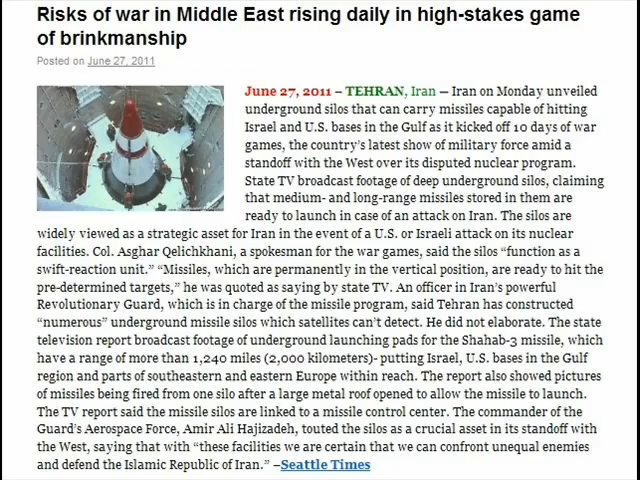 Risks of war in Middle East rising daily in high-stakes game
of brinkmanship
Posted on June 27, 2011
June 27, 2011 – TEHRAN, Iran — Iran on Monday unveiled
underground silos that can carry missiles capable of hitting
Israel and U.S. bases in the Gulf as it kicked off 10 days of war
games, the country's latest show of military force amid a
standoff with the West over its disputed nuclear program.
State TV broadcast footage of deep underground silos, claiming
that medium- and long-range missiles stored in them are
ready to launch in case of an attack on Iran. The silos are
widely viewed as a strategic asset for Iran in the event of a U.S. or Israeli attack on its nuclear
facilities. Col. Asghar Qelichkhani, a spokesman for the war games, said the silos “function as a
swift-reaction unit.” “Missiles, which are permanently in the vertical position, are ready to hit the
pre-determined targets,” he was quoted as saying by state TV. An officer in Iran's powerful
Revolutionary Guard, which is in charge of the missile program, said Tehran has constructed
“numerous” underground missile silos which satellites can't detect. He did not elaborate. The state
television report broadcast footage of underground launching pads for the Shahab-3 missile, which
have a range of more than 1,240 miles (2,000 kilometers)- putting Israel, U.S. bases in the Gulf
region and parts of southeastern and eastern Europe within reach. The report also showed pictures
of missiles being fired from one silo after a large metal roof opened to allow the missile to launch.
The TV report said the missile silos are linked to a missile control center. The commander of the
Guard's Aerospace Force, Amir Ali Hajizadeh, touted the silos as a crucial asset in its standoff with
the West, saying that with “these facilities we are certain that we can confront unequal enemies
and defend the Islamic Republic of Iran.” –Seattle Times